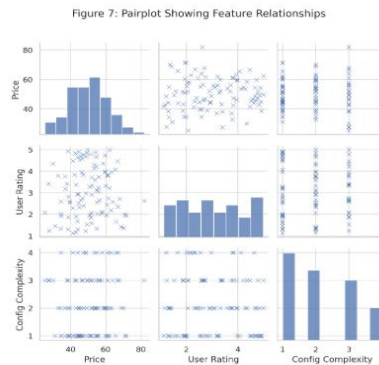 Figure 7: Pairplot Showing Feature Relationships
80
60
40
Price
5
4
3
2
1
User Rating
4
3
2
1
Config Complexity
40 60 80
Price
2 4
User Rating
1 2 3
Config Complexity